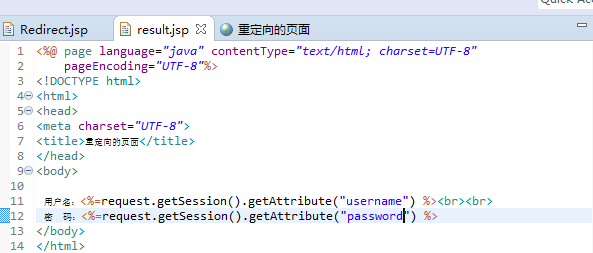 Quick Acc
Redirect.jsp result.jsp 重定向的页面
1 <%@ page language="java" contentType="text/html; charset=UTF-8"
2 pageEncoding="UTF-8"%>
3 <!DOCTYPE html>
4 <html>
5 <head>
6 <meta charset="UTF-8">
7 <title>重定向的页面</title>
8 </head>
9 <body>
10
11 用户名：<%=request.getSession().getAttribute("username") %><br><br>
12 密 码：<%=request.getSession().getAttribute("password") %>
13 </body>
14 </html>